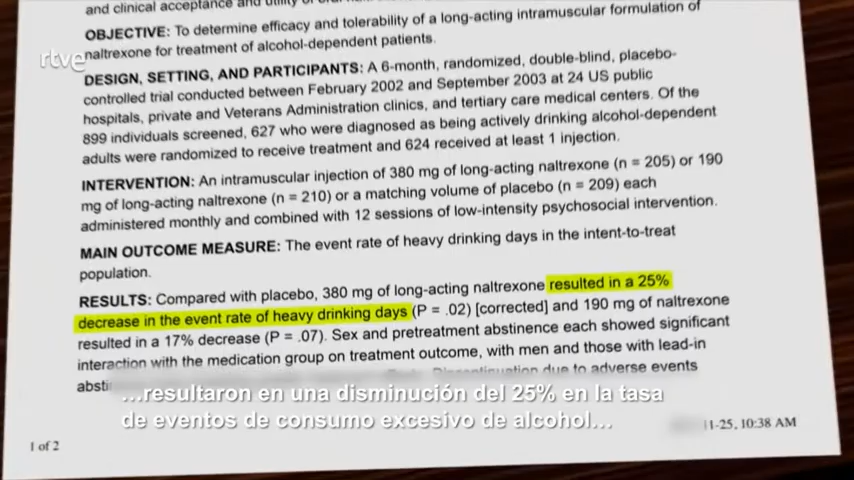 and clinical acceptance and utility of
OBJECTIVE: To determine efficacy and tolerability of a long-acting intramuscular formulation of
naltrexone for treatment of alcohol-dependent patients.
rtve
DESIGN, SETTING, AND PARTICIPANTS: A 6-month, randomized, double-blind, placebo-
controlled trial conducted between February 2002 and September 2003 at 24 US public
hospitals, private and Veterans Administration clinics, and tertiary care medical centers. Of the
899 individuals screened, 627 who were diagnosed as being actively drinking alcohol-dependent
adults were randomized to receive treatment and 624 received at least 1 injection.
INTERVENTION: An intramuscular injection of 380 mg of long-acting naltrexone (n = 205) or 190
mg of long-acting naltrexone (n = 210) or a matching volume of placebo (n = 209) each
administered monthly and combined with 12 sessions of low-intensity psychosocial intervention.
MAIN OUTCOME MEASURE: The event rate of heavy drinking days in the intent-to-treat
population.
RESULTS: Compared with placebo, 380 mg of long-acting naltrexone resulted in a 25%
decrease in the event rate of heavy drinking days (P = .02) [corrected] and 190 mg of naltrexone
resulted in a 17% decrease (P = .07). Sex and pretreatment abstinence each showed significant
interaction with the medication group on treatment outcome, with men and those with lead-in
Discontinuation due to adverse events
...resultaron en una disminución del 25% en la tasa
de eventos de consumo excesivo de alcohol...
1-25, 10:38 AM
1 of 2